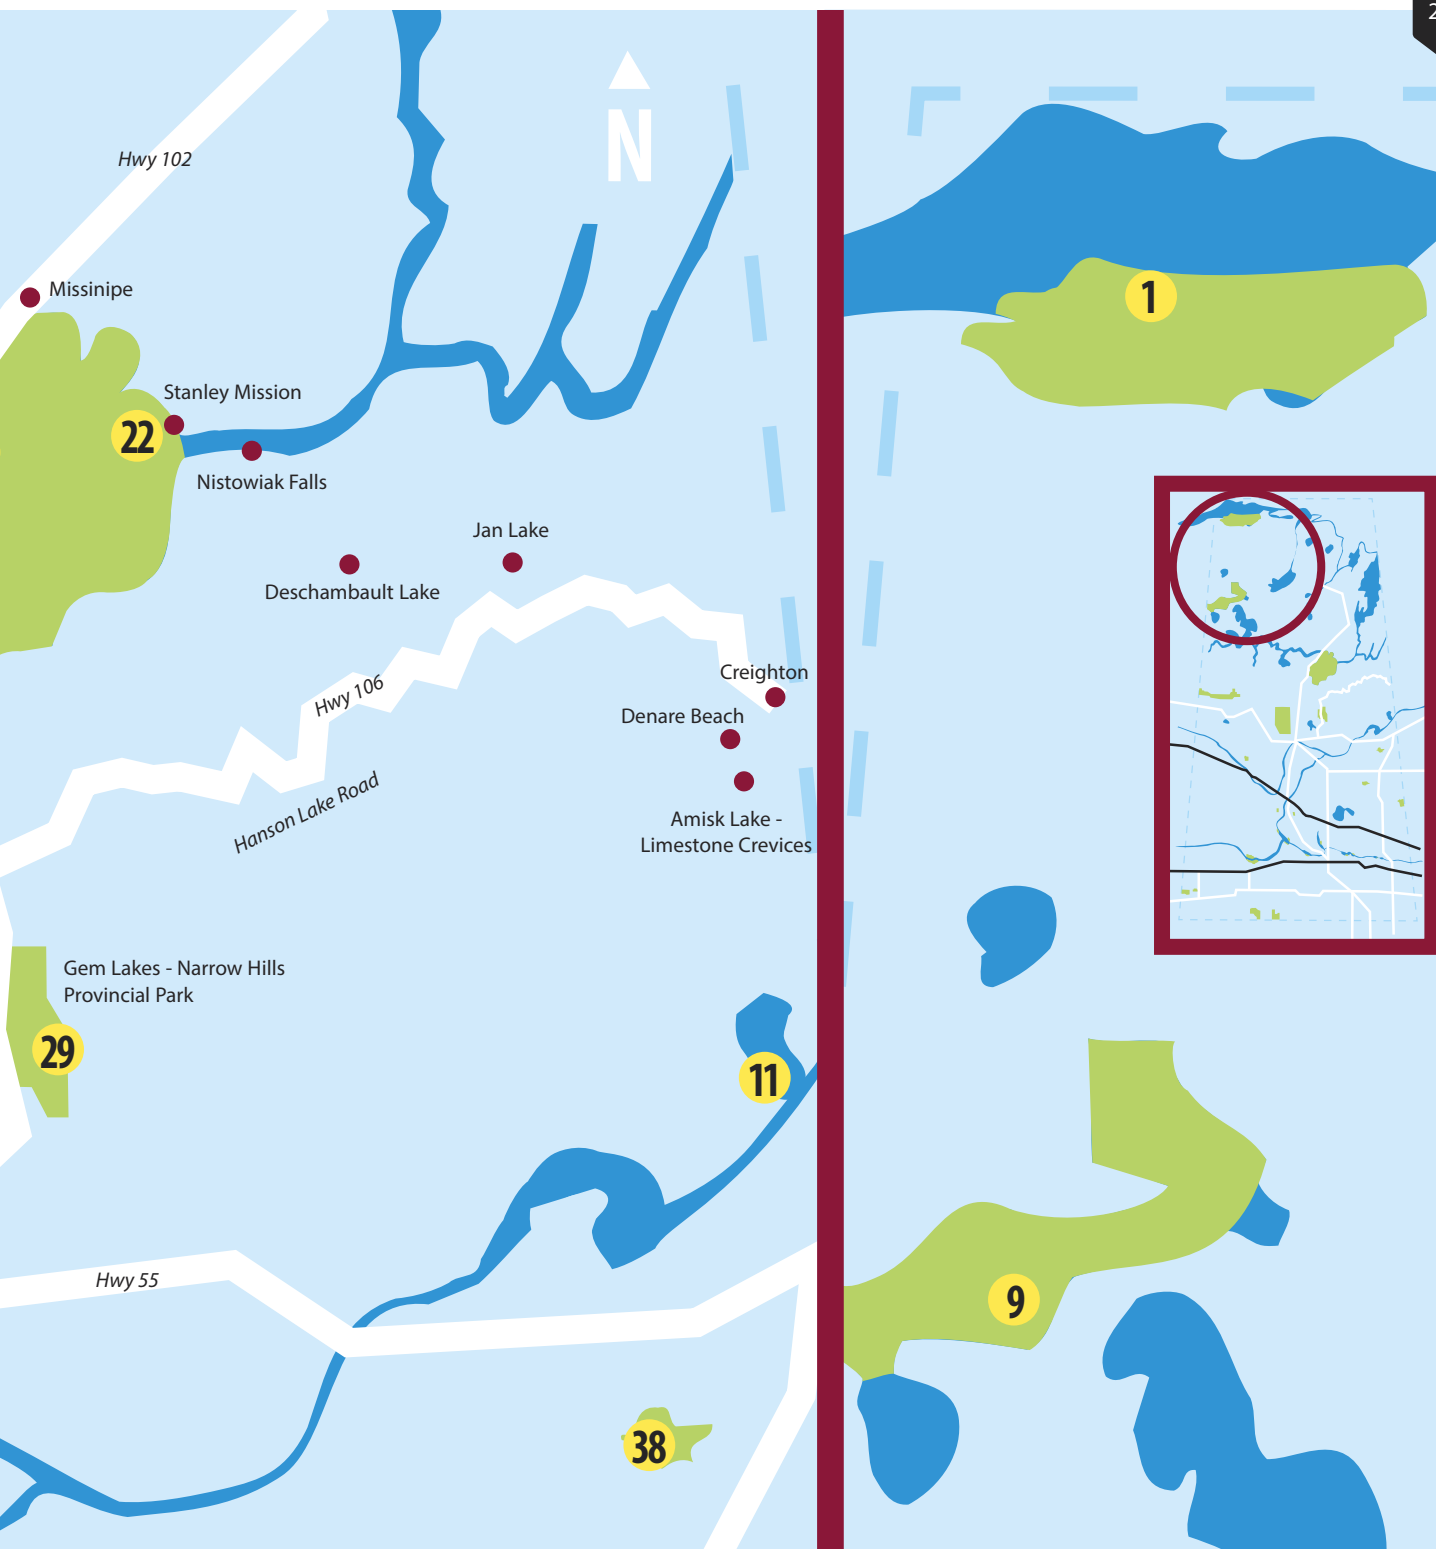 2
N
Hwy 102
Missinipe
1
Stanley Mission
22
Nistowiak Falls
Jan Lake
Deschambault Lake
Creighton
Hwy 106
Denare Beach
Hanson Lake Road
Amisk Lake -
Limestone Crevices
Gem Lakes - Narrow Hills
Provincial Park
29
11
Hwy 55
9
38